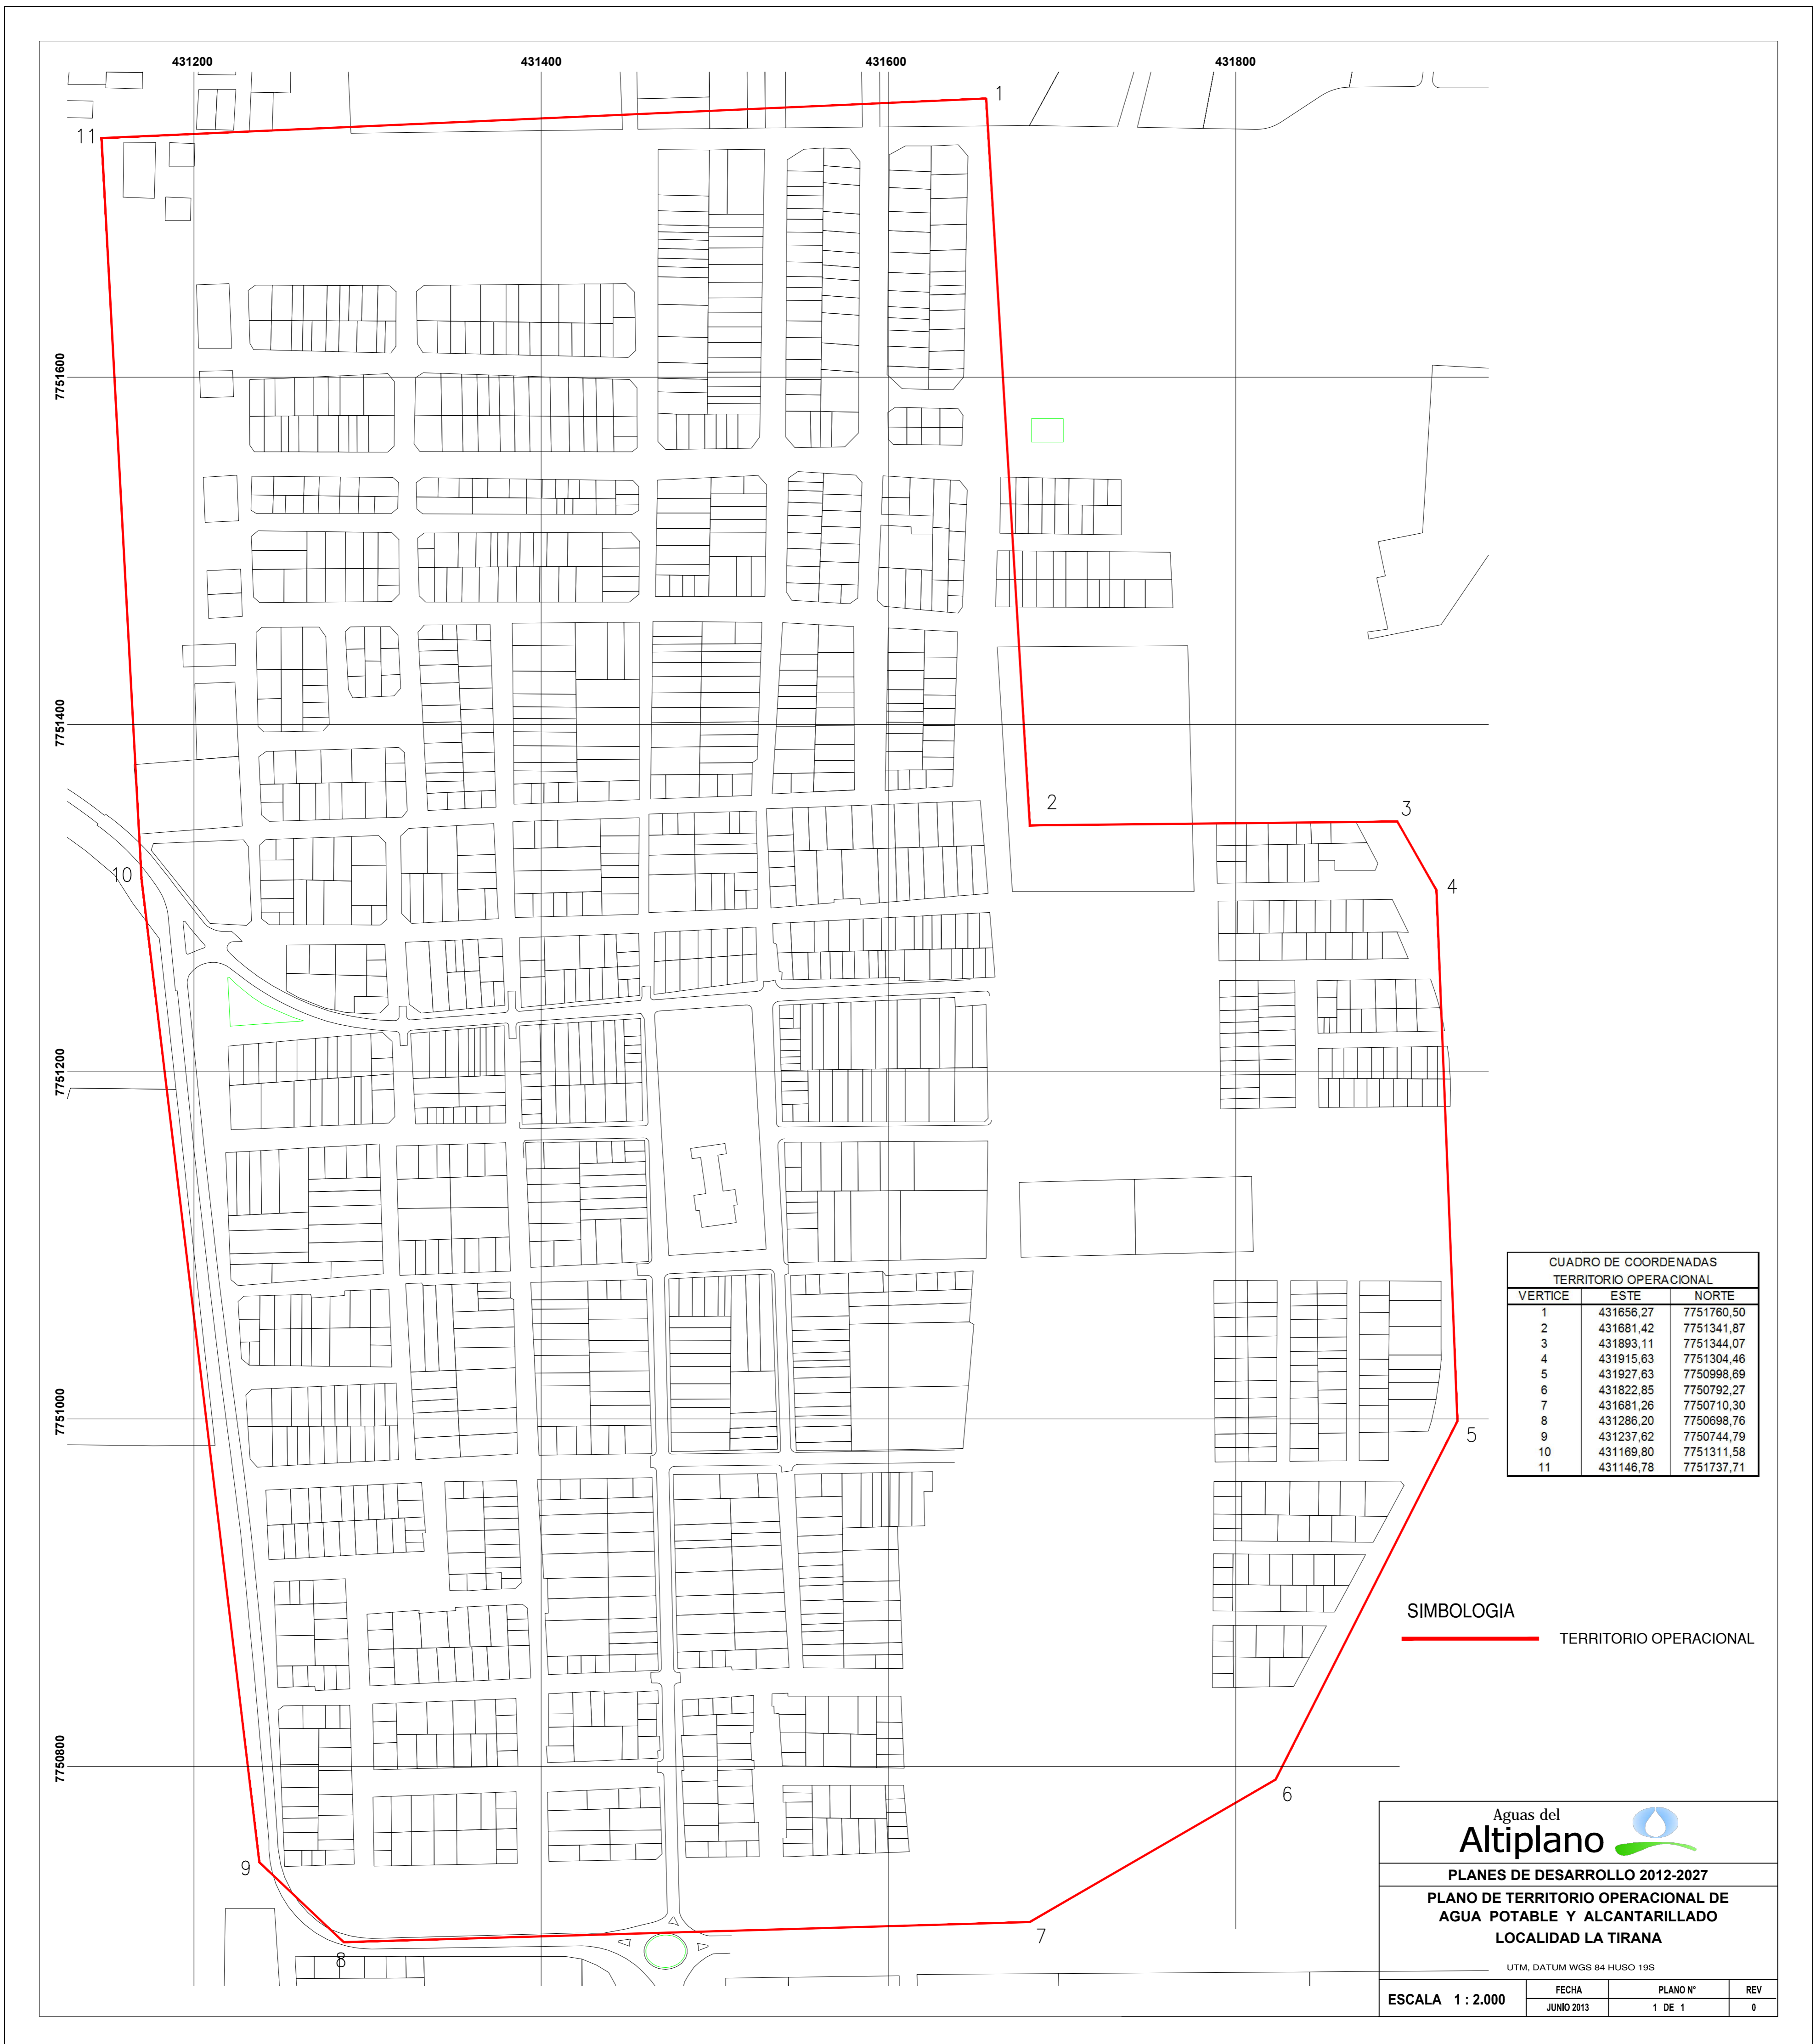 431200 431400 431600 431800
1
11
7751600
7751400
2
3
10
4
7751200
CUADRO DE COORDENADAS
TERRITORIO OPERACIONAL
VERTICE ESTE NORTE
1 431656,27 7751760,50
2 431681,42 7751341,87
3 431893,11 7751344,07
4 431915,63 7751304,46
5 431927,63 7750998,69
6 431822,85 7750792,27
7 431681,26 7750710,30
8 431286,20 7750698,76
9 431237,62 7750744,79
10 431169,80 7751311,58
11 431146,78 7751737,71
7751000
5
SIMBOLOGIA
TERRITORIO OPERACIONAL
7750800
6
9
7
8
Aguas del
Altiplano
PLANES DE DESARROLLO 2012-2027
PLANO DE TERRITORIO OPERACIONAL DE
AGUA POTABLE Y ALCANTARILLADO
LOCALIDAD LA TIRANA
UTM, DATUM WGS 84 HUSO 19S
ESCALA 1 : 2.000
FECHA PLANO N° REV
JUNIO 2013 1 DE 1 0